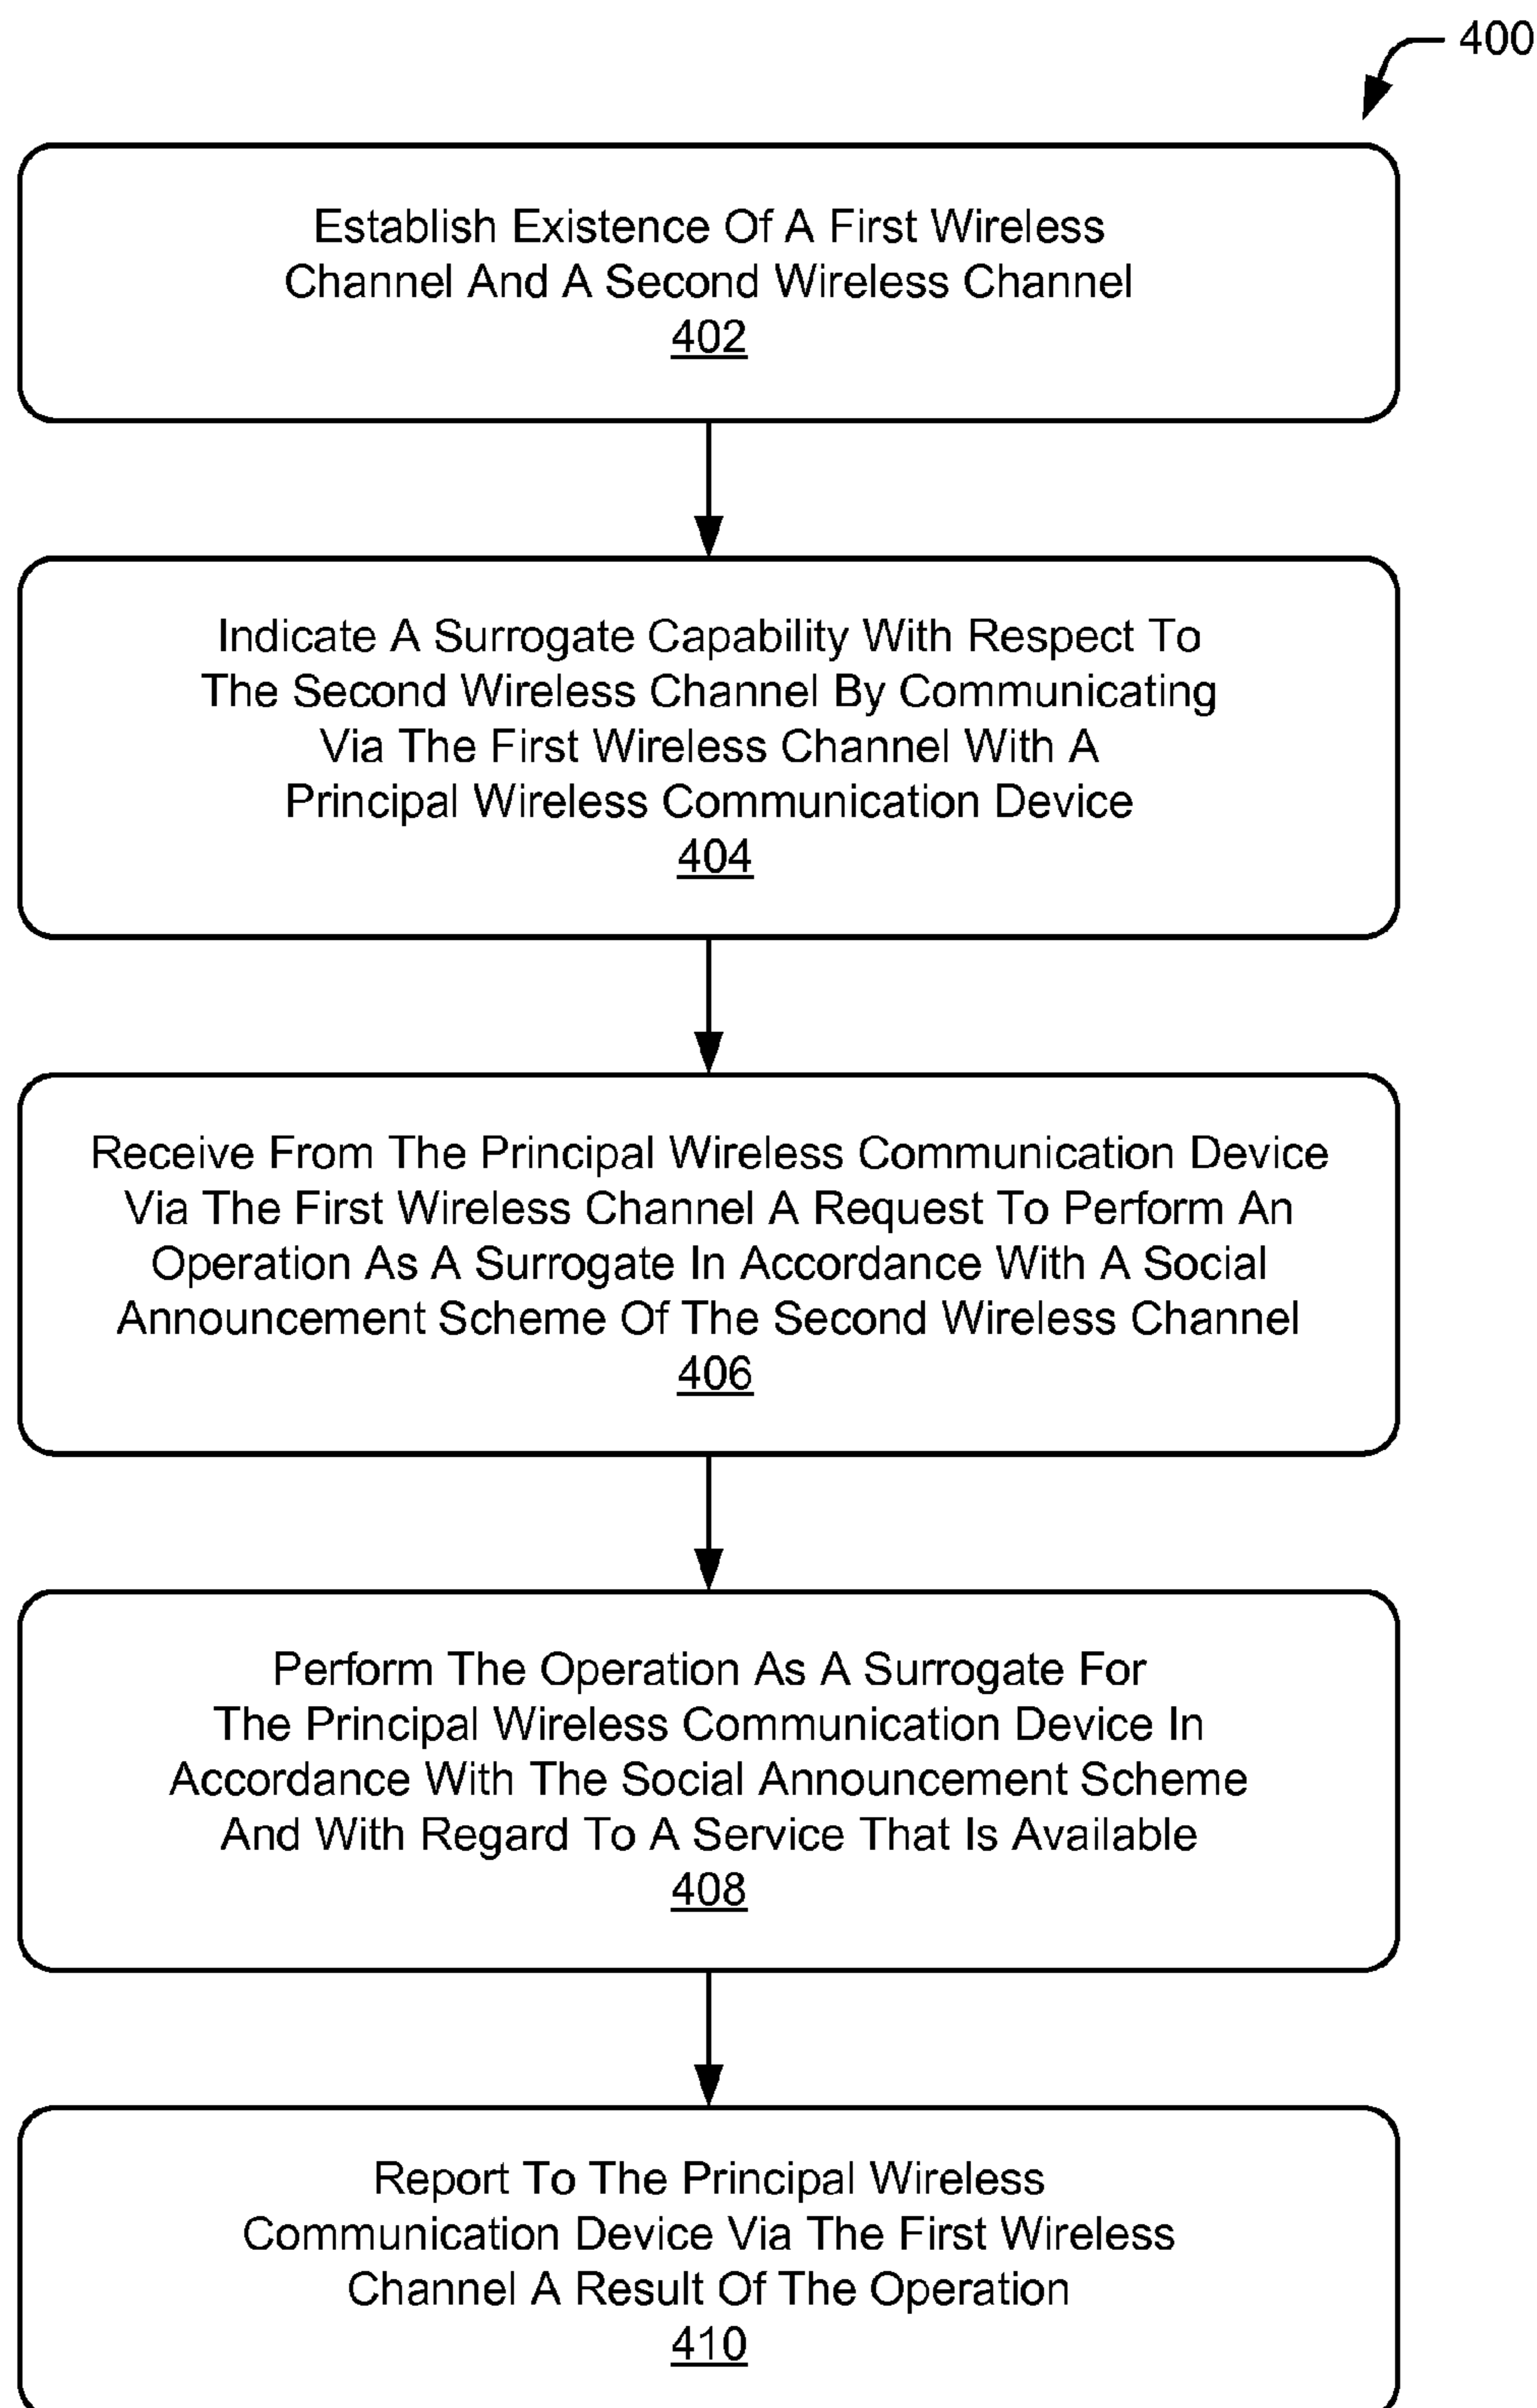 400
Establish Existence Of A First Wireless
Channel And A Second Wireless Channel
402
Indicate A Surrogate Capability With Respect To
The Second Wireless Channel By Communicating
Via The First Wireless Channel With A
Principal Wireless Communication Device
404
Receive From The Principal Wireless Communication Device
Via The First Wireless Channel A Request To Perform An
Operation As A Surrogate In Accordance With A Social
Announcement Scheme Of The Second Wireless Channel
406
Perform The Operation As A Surrogate For
The Principal Wireless Communication Device In
Accordance With The Social Announcement Scheme
And With Regard To A Service That Is Available
408
Report To The Principal Wireless
Communication Device Via The First Wireless
Channel A Result Of The Operation
410